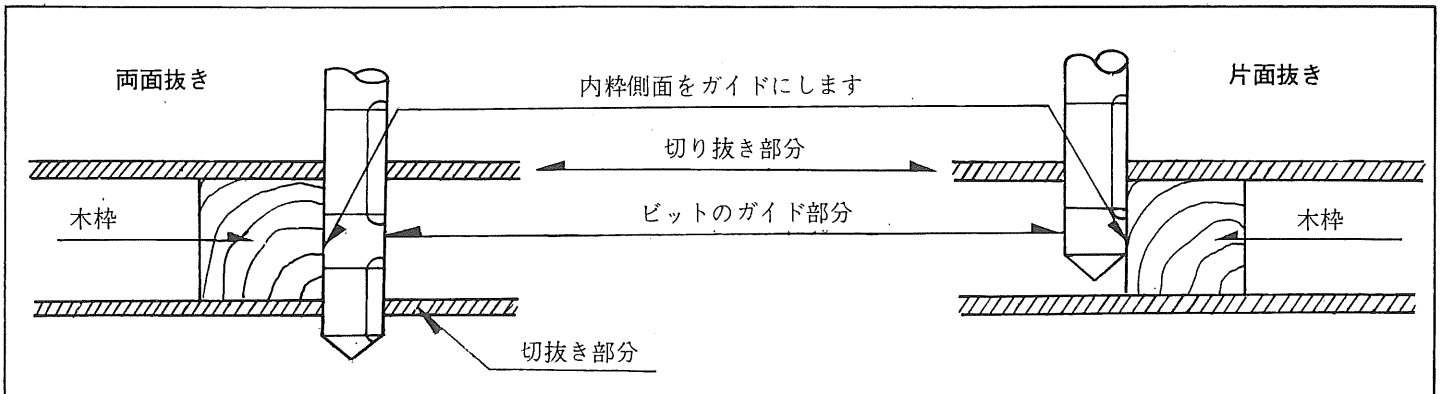 両面抜き
片面抜き
内粋側面をガイドにします
切り抜き部分
木枠
ビットのガイド部分
木枠
切抜き部分